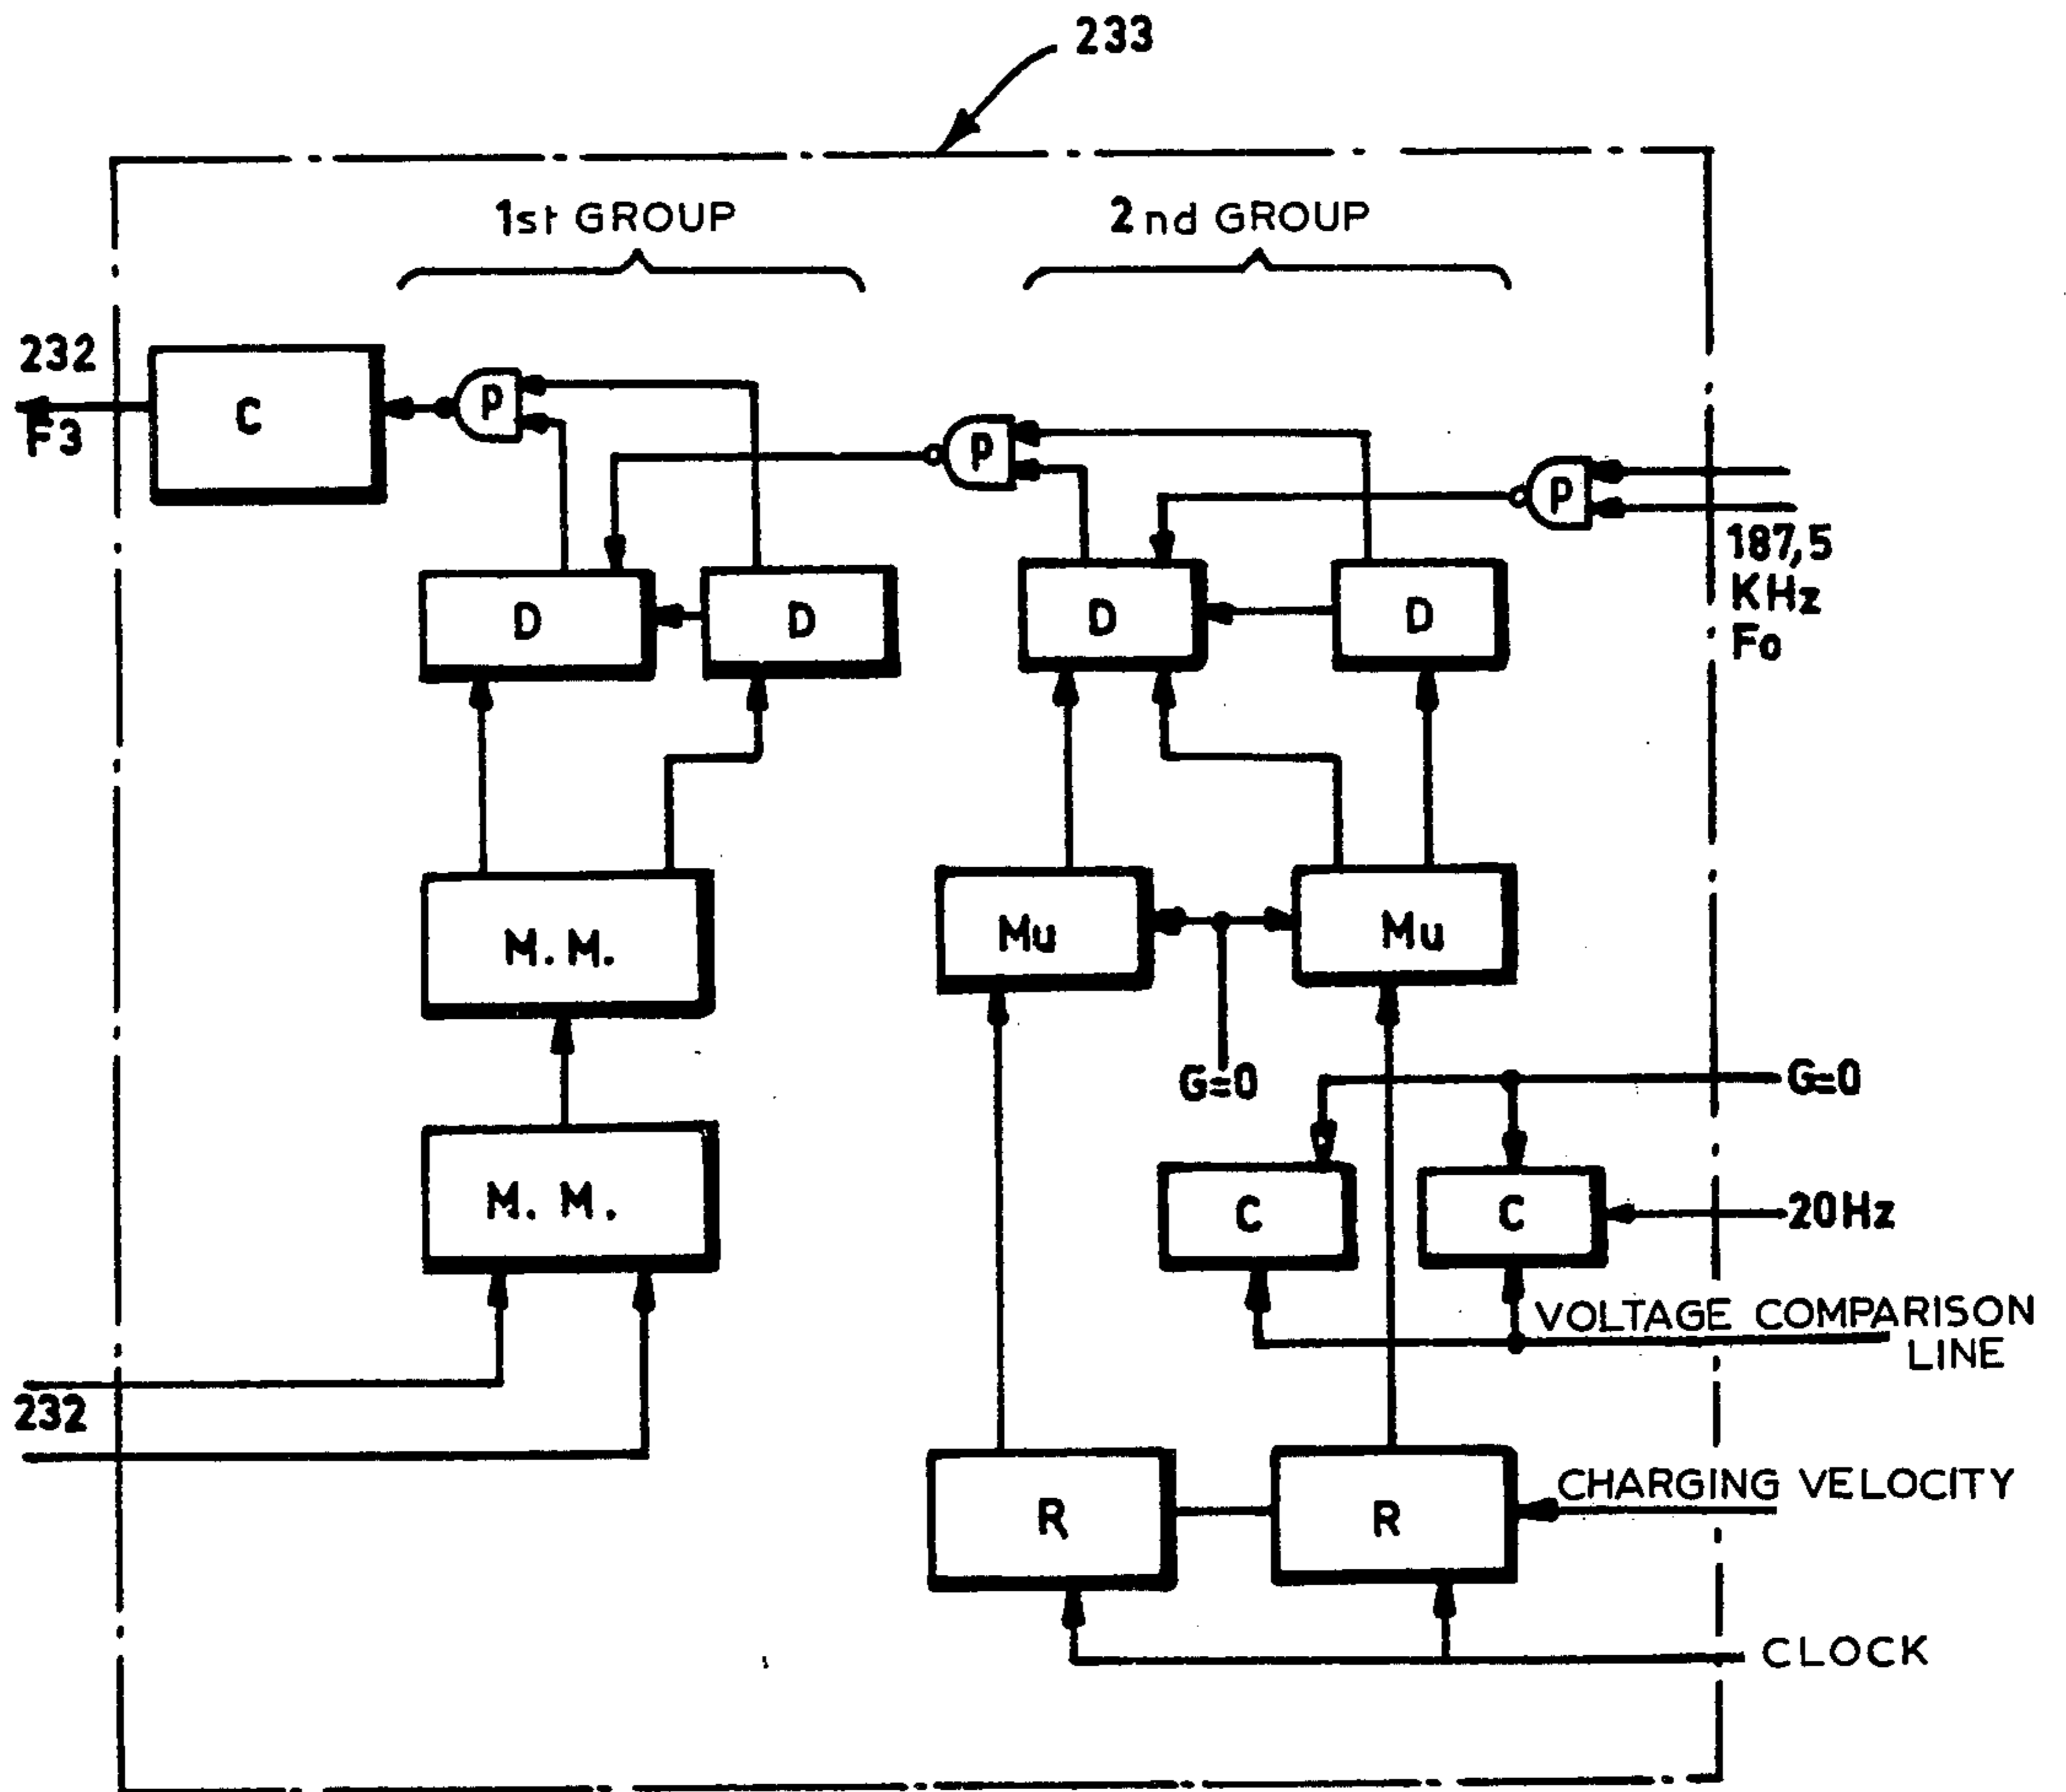 233
1st GROUP
2nd GROUP
232
F3
C
P
P
P
187,5
KHz
Fo
D
D
D
D
M.M.
Mu
Mu
G=0
G=0
M.M.
C
C
20Hz
VOLTAGE COMPARISON
LINE
232
R
R
CHARGING VELOCITY
CLOCK